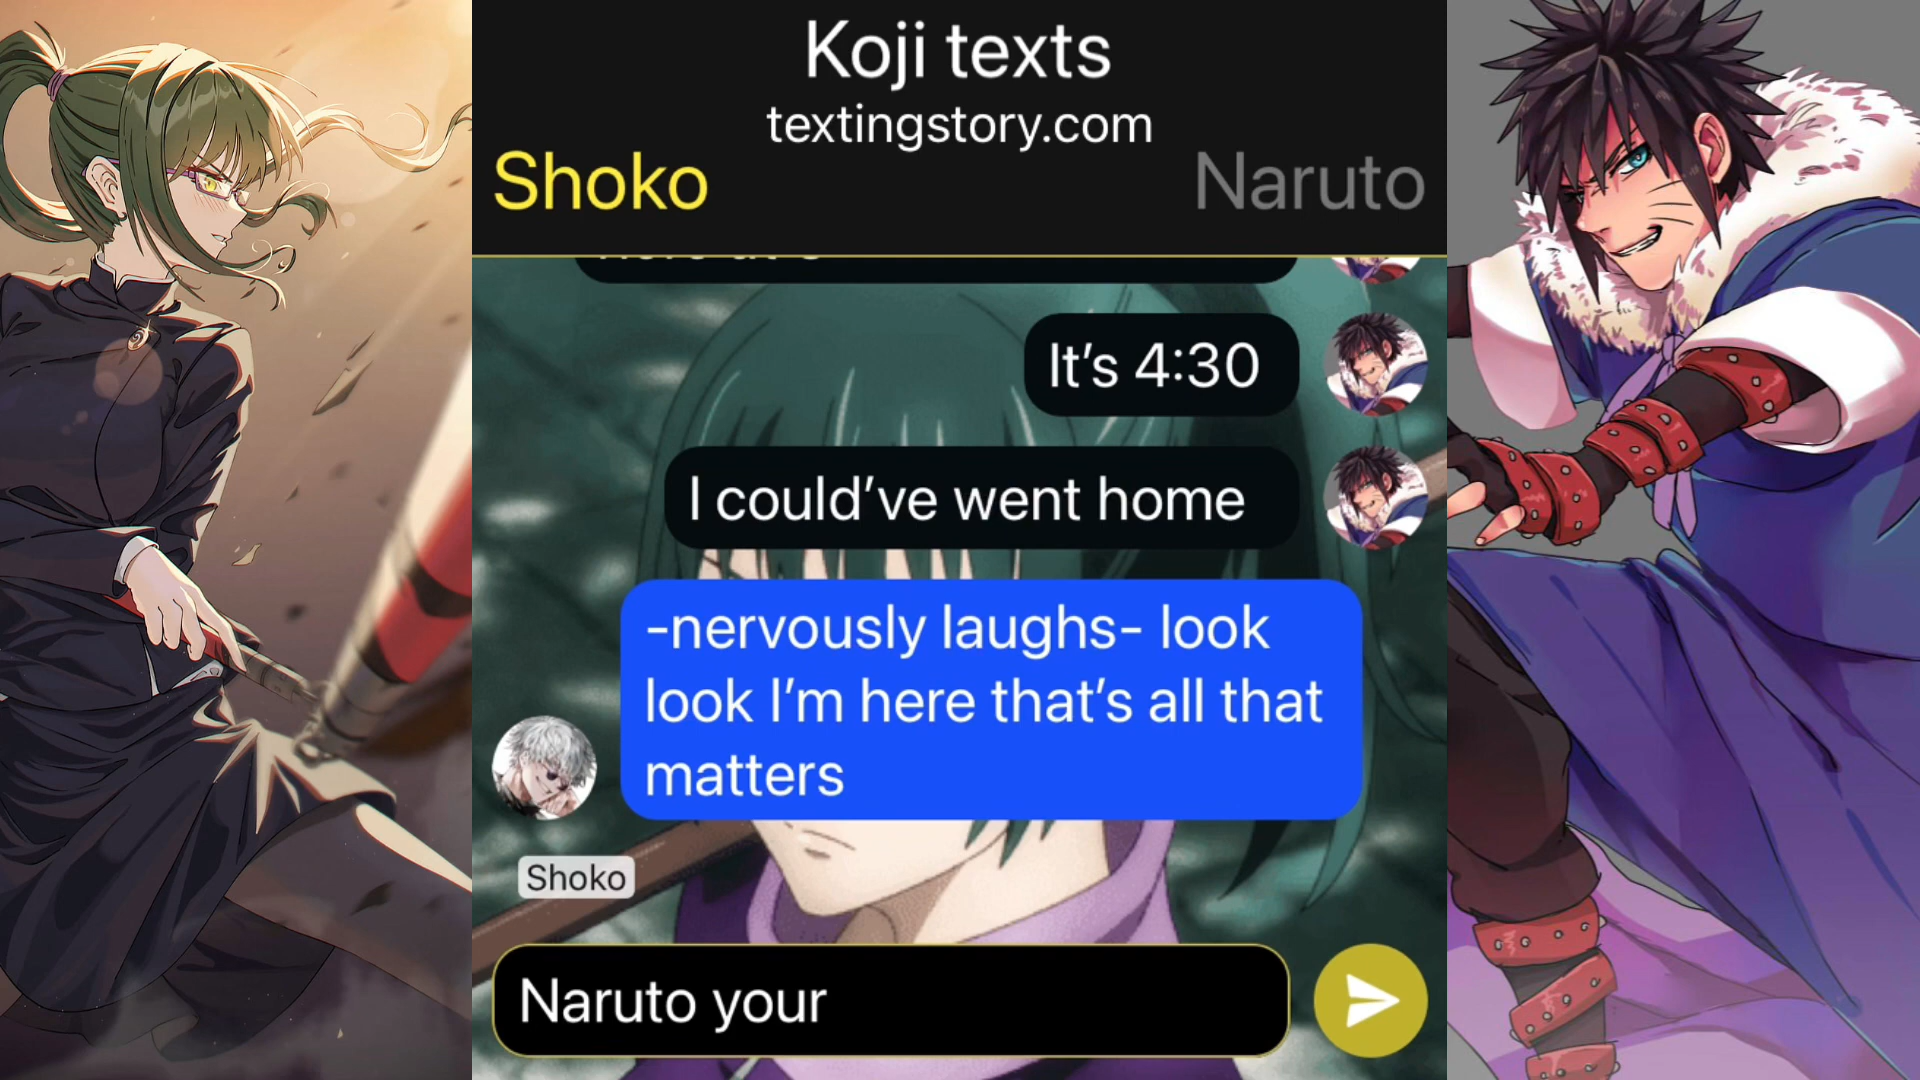 Koji texts
textingstory.com
Shoko
Naruto
It's 4:30
I could've went home
-nervously laughs- look
look I'm here that's all that
matters
Shoko
Naruto your